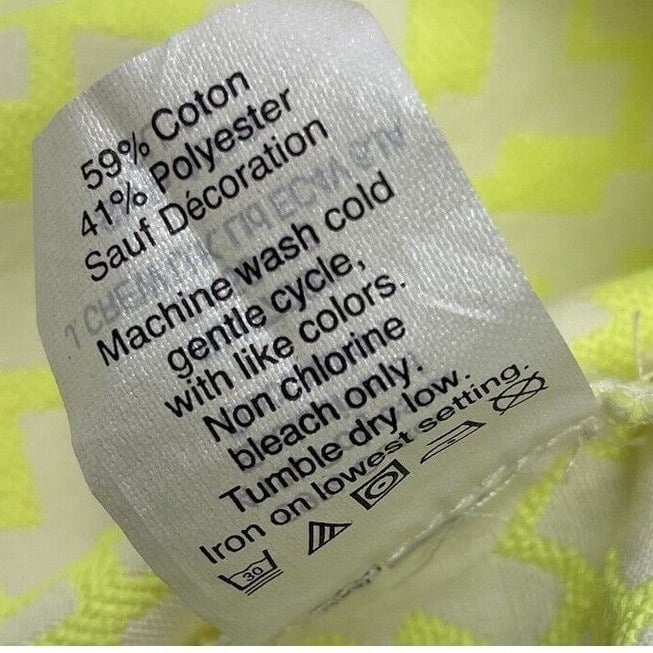 59% Coton
41% Polyester
Sauf Décoration
Machine wash cold
gentle cycle,
with like colors.
Non chlorine
bleach only.
Tumble dry low.
Iron on lowest setting.
30